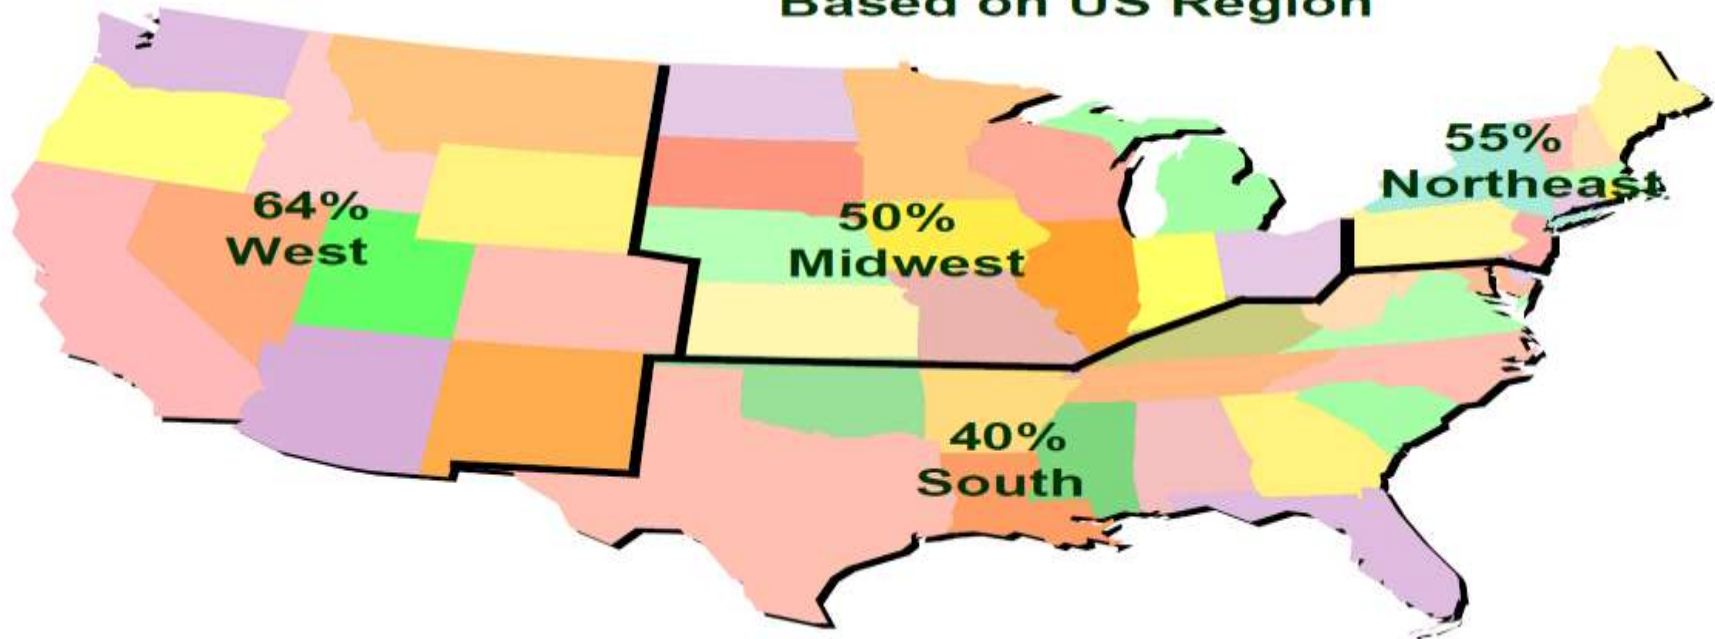 Based on US Region
55%
Northeast
64%
West
50%
Midwest
40%
South